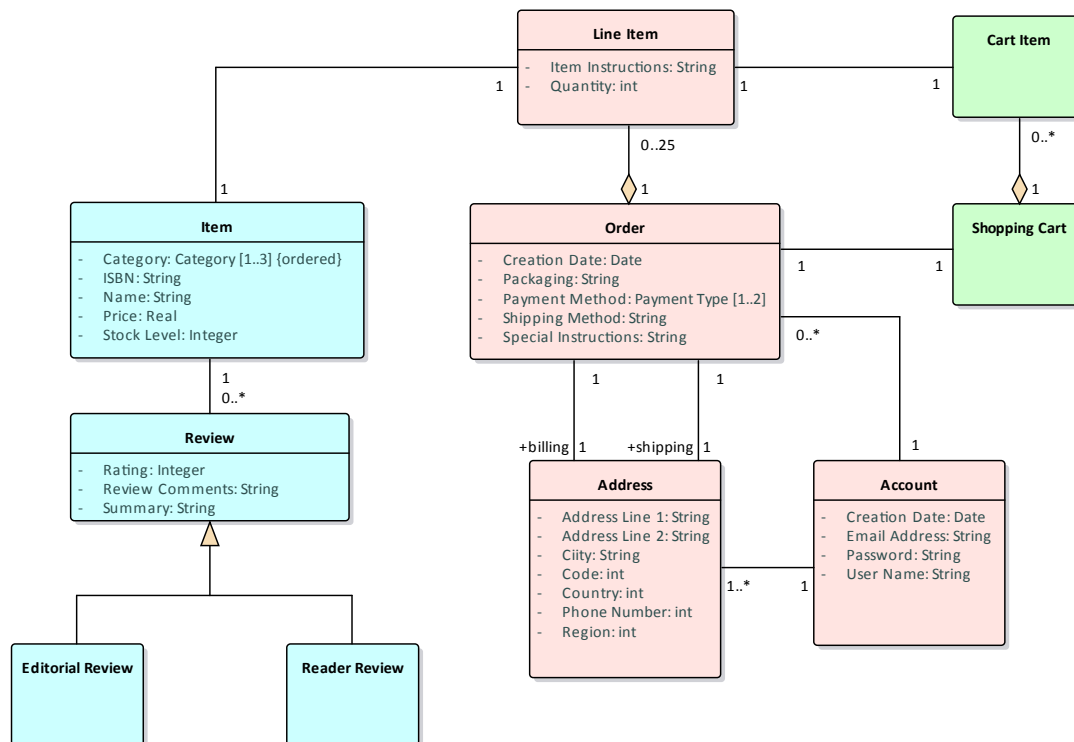 Line Item
- Item Instructions: String
- Quantity: int
Cart Item
1
1
1
1
0..25
1
0..*
1
Item
- Category: Category [1..3] {ordered}
- ISBN: String
- Name: String
- Price: Real
- Stock Level: Integer
Order
- Creation Date: Date
- Packaging: String
- Payment Method: Payment Type [1..2]
- Shipping Method: String
- Special Instructions: String
Shopping Cart
1
1
0..*
1
0..*
1
1
Review
- Rating: Integer
- Review Comments: String
- Summary: String
+billing 1
+shipping 1
1
Address
- Address Line 1: String
- Address Line 2: String
- Ciity: String
- Code: int
- Country: int
- Phone Number: int
- Region: int
Account
- Creation Date: Date
- Email Address: String
- Password: String
- User Name: String
1..*
1
Editorial Review
Reader Review